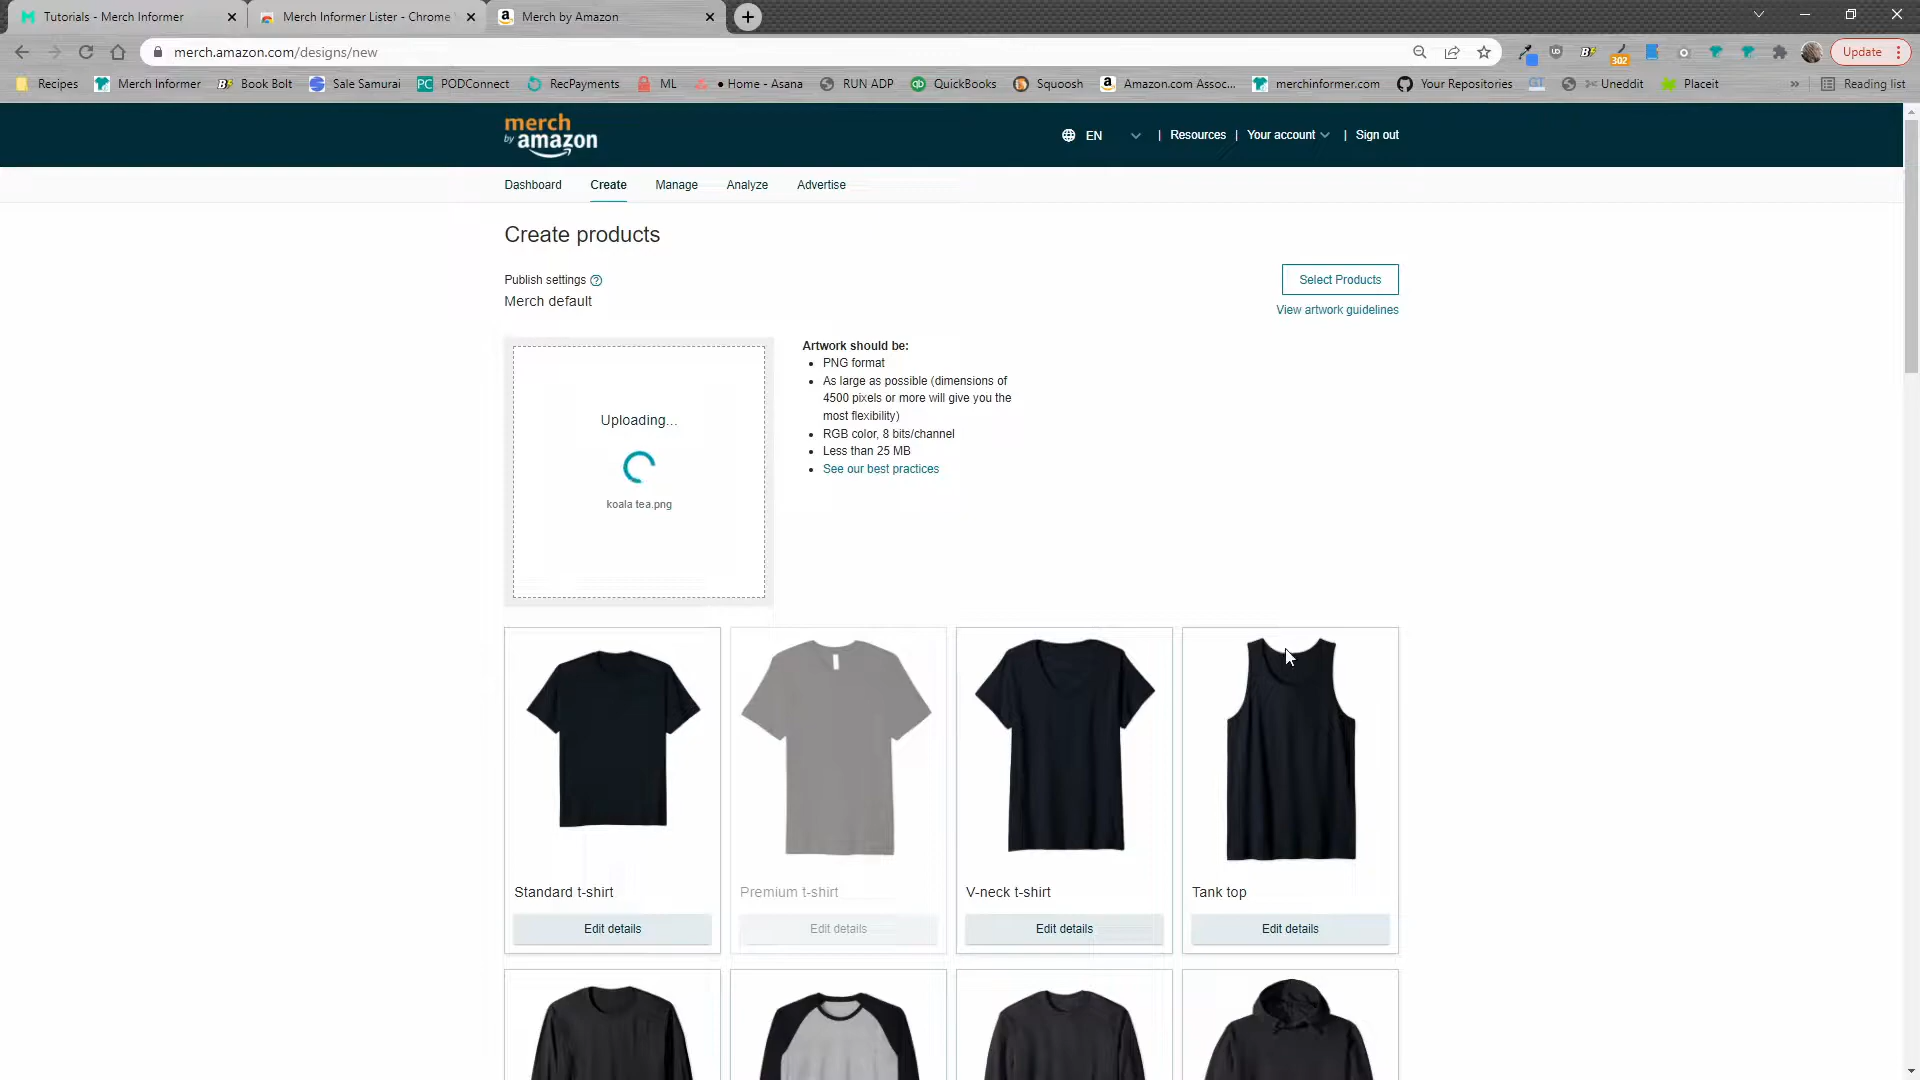 Tutorials - Merch Informer
Merch Informer Lister - Chrome
Merch by Amazon
merch.amazon.com/designs/new
302
Update
Recipes
Merch Informer
Book Bolt
Sale Samurai
PC PODConnect
RecPayments
ML
• Home - Asana
RUN ADP
QuickBooks
Squoosh
Amazon.com Assoc...
merchinformer.com
Your Repositories
GT
Uneddit
Placeit
»
Reading list
merch
by amazon
EN
| Resources | Your account | Sign out
Dashboard
Create
Manage
Analyze
Advertise
Create products
Publish settings ?
Merch default
Select Products
View artwork guidelines
Uploading...
koala tea.png
Artwork should be:
• PNG format
• As large as possible (dimensions of
4500 pixels or more will give you the
most flexibility)
• RGB color, 8 bits/channel
• Less than 25 MB
• See our best practices
Standard t-shirt
Premium t-shirt
V-neck t-shirt
Tank top
Edit details
Edit details
Edit details
Edit details